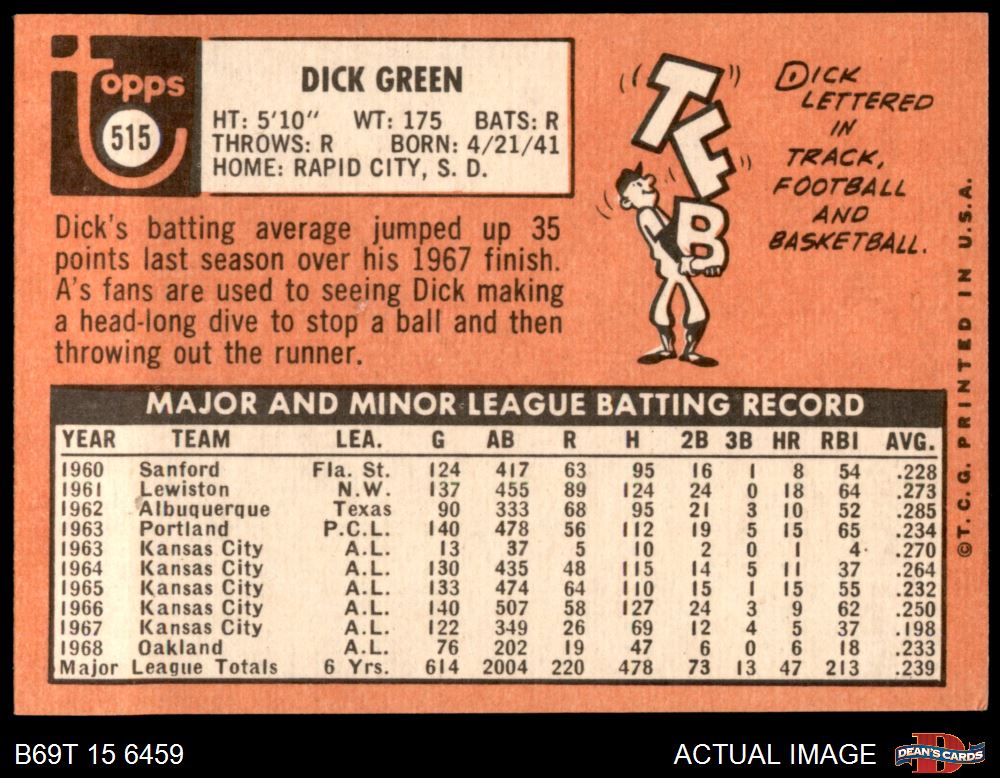 topps
515
DICK GREEN
HT: 5'10" WT: 175 BATS: R
THROWS: R BORN: 4/21/41
HOME: RAPID CITY, S. D.
Dick's batting average jumped up 35
points last season over his 1967 finish.
A's fans are used to seeing Dick making
a head-long dive to stop a ball and then
throwing out the runner.
T
F
B
DICK
LETTERED
IN
TRACK,
FOOTBALL
AND
BASKETBALL.
MAJOR AND MINOR LEAGUE BATTING RECORD
YEAR TEAM LEA. G AB R H 2B 3B HR RBI AVG.
1960 Sanford Fla. St. 124 417 63 95 16 1 8 54 .228
1961 Lewiston N.W. 137 455 89 124 24 0 18 64 .273
1962 Albuquerque Texas 90 333 68 95 21 3 10 52 .285
1963 Portland P.C.L. 140 478 56 112 19 5 15 65 .234
1963 Kansas City A.L. 13 37 5 10 2 0 1 4 .270
1964 Kansas City A.L. 130 435 48 115 14 5 11 37 .264
1965 Kansas City A.L. 133 474 64 110 15 1 15 55 .232
1966 Kansas City A.L. 140 507 58 127 24 3 9 62 .250
1967 Kansas City A.L. 122 349 26 69 12 4 5 37 .198
1968 Oakland A.L. 76 202 19 47 6 0 6 18 .233
Major League Totals 6 Yrs. 614 2004 220 478 73 13 47 213 .239
© T. C. G. PRINTED IN U.S.A.
B69T 15 6459
ACTUAL IMAGE
DEAN'S CARDS